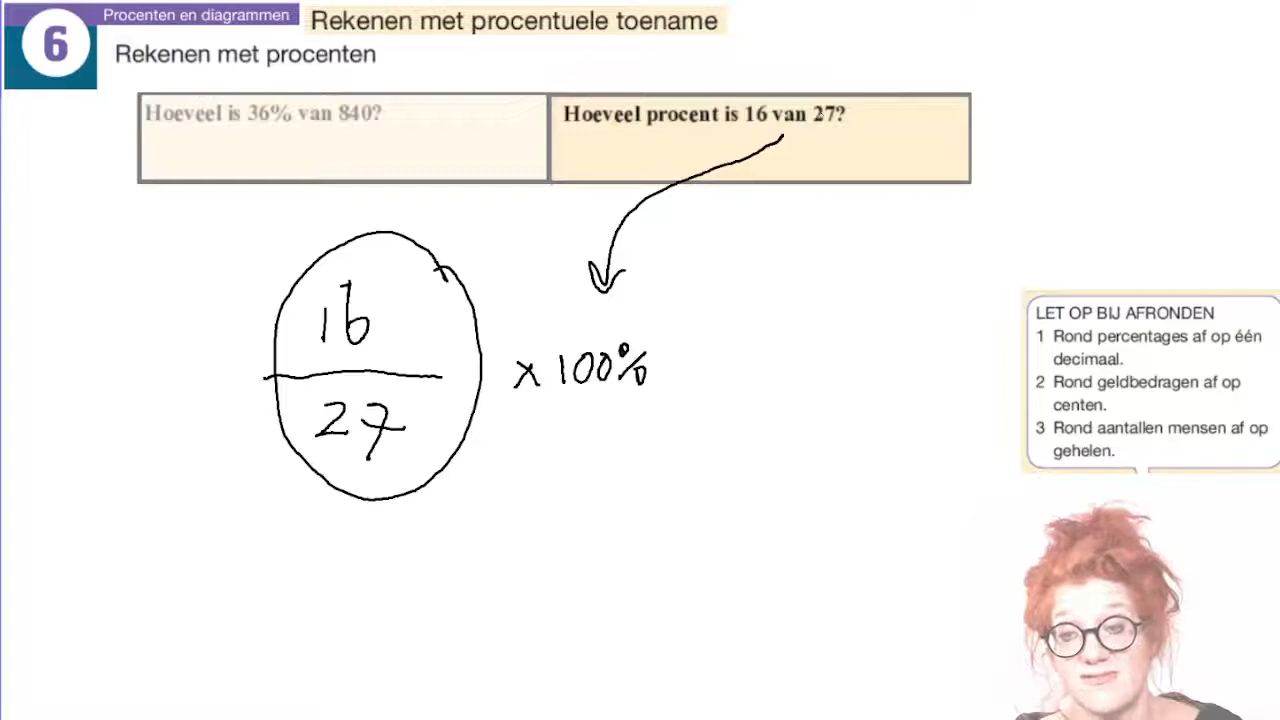 Procenten en diagrammen
Rekenen met procentuele toename
6
Rekenen met procenten
Hoeveel is 36% van 840?
Hoeveel procent is 16 van 27?
16
27
x 100%
LET OP BIJ AFRONDEN
1 Rond percentages af op één
decimaal.
2 Rond geldbedragen af op
centen.
3 Rond aantallen mensen af op
gehelen.